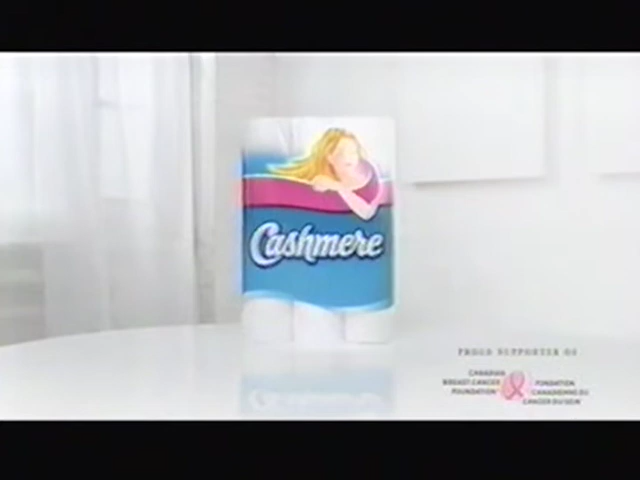 Cashmere
PROUD SUPPORTER OF
CANADIAN
BREAST CANCER
FOUNDATION
FONDATION
CANADIENNE DU
CANCER DU SEIN